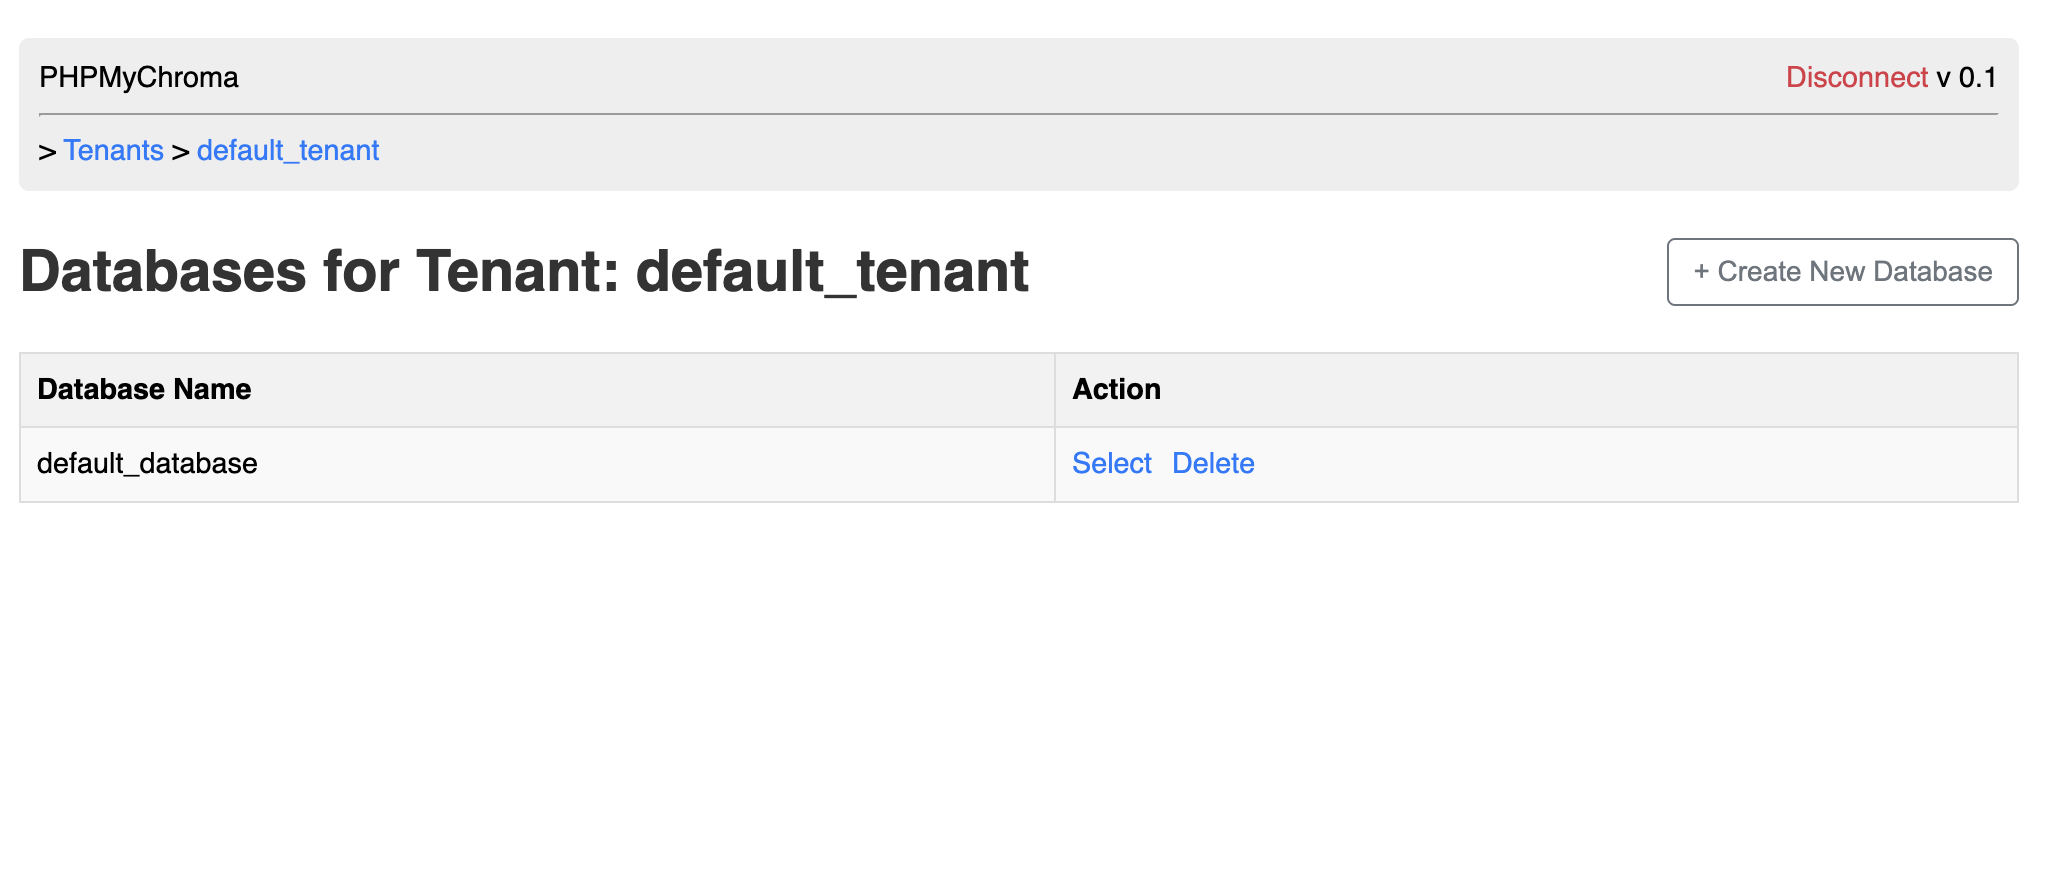 PHPMyChroma
Disconnect v 0.1
> Tenants > default_tenant
Databases for Tenant: default_tenant
+ Create New Database
Database Name
Action
default_database
Select Delete